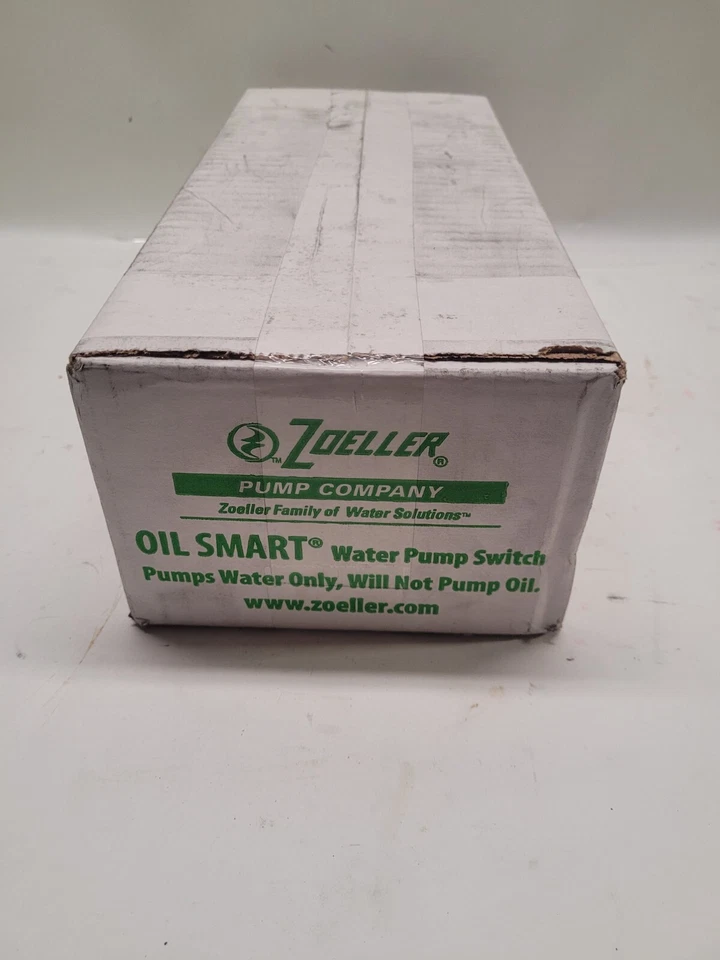 ZOELLER®
™
PUMP COMPANY
Zoeller Family of Water Solutions™
OIL SMART® Water Pump Switch
Pumps Water Only, Will Not Pump Oil.
www.zoeller.com